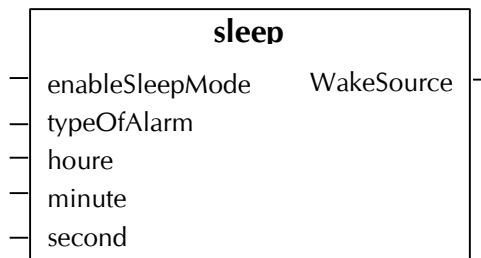 sleep
enableSleepMode WakeSource
typeOfAlarm
houre
minute
second